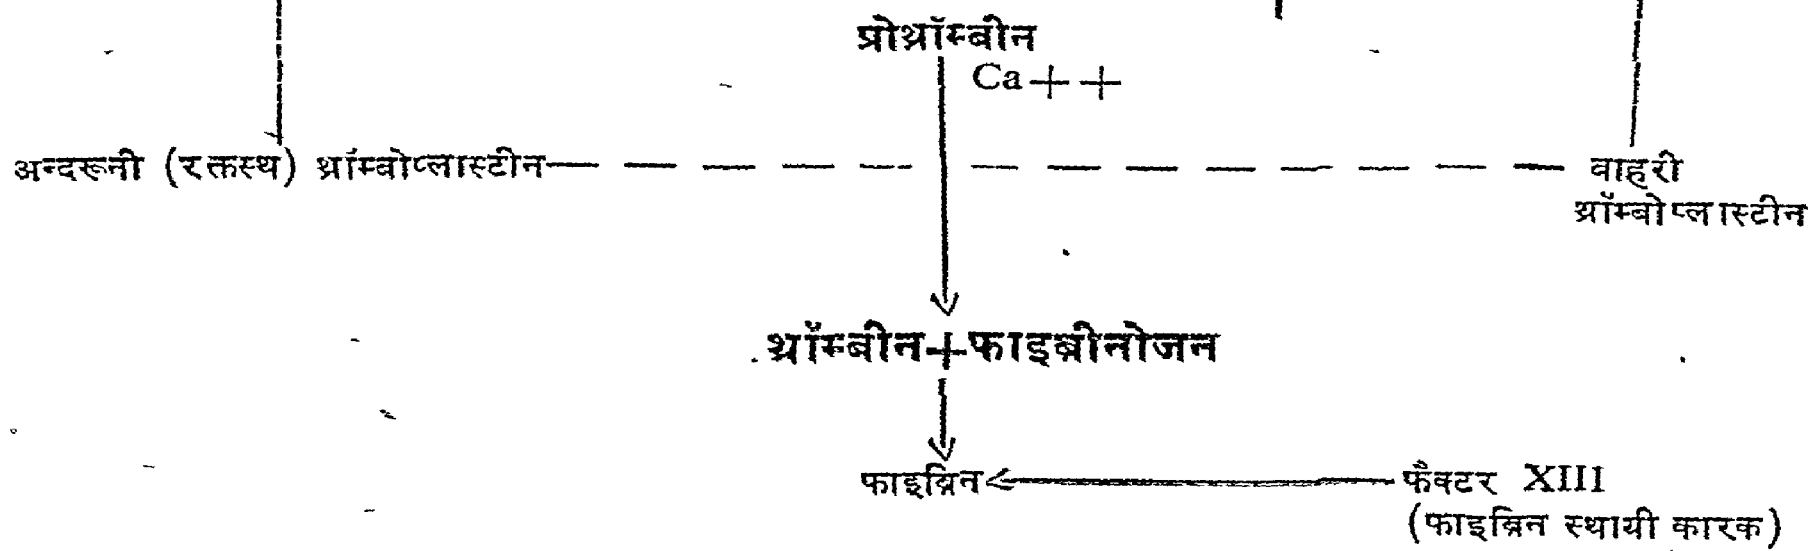 प्रोथ्रॉम्बीन
Ca++
अन्दरूनी (रक्तस्थ) थ्रॉम्बोप्लास्टीन
वाहरी
थ्रॉम्बोप्लास्टीन
थ्रॉम्बीन+फाइब्रीनोजन
फाइब्रिन
फैक्टर XIII
(फाइब्रिन स्थायी कारक)